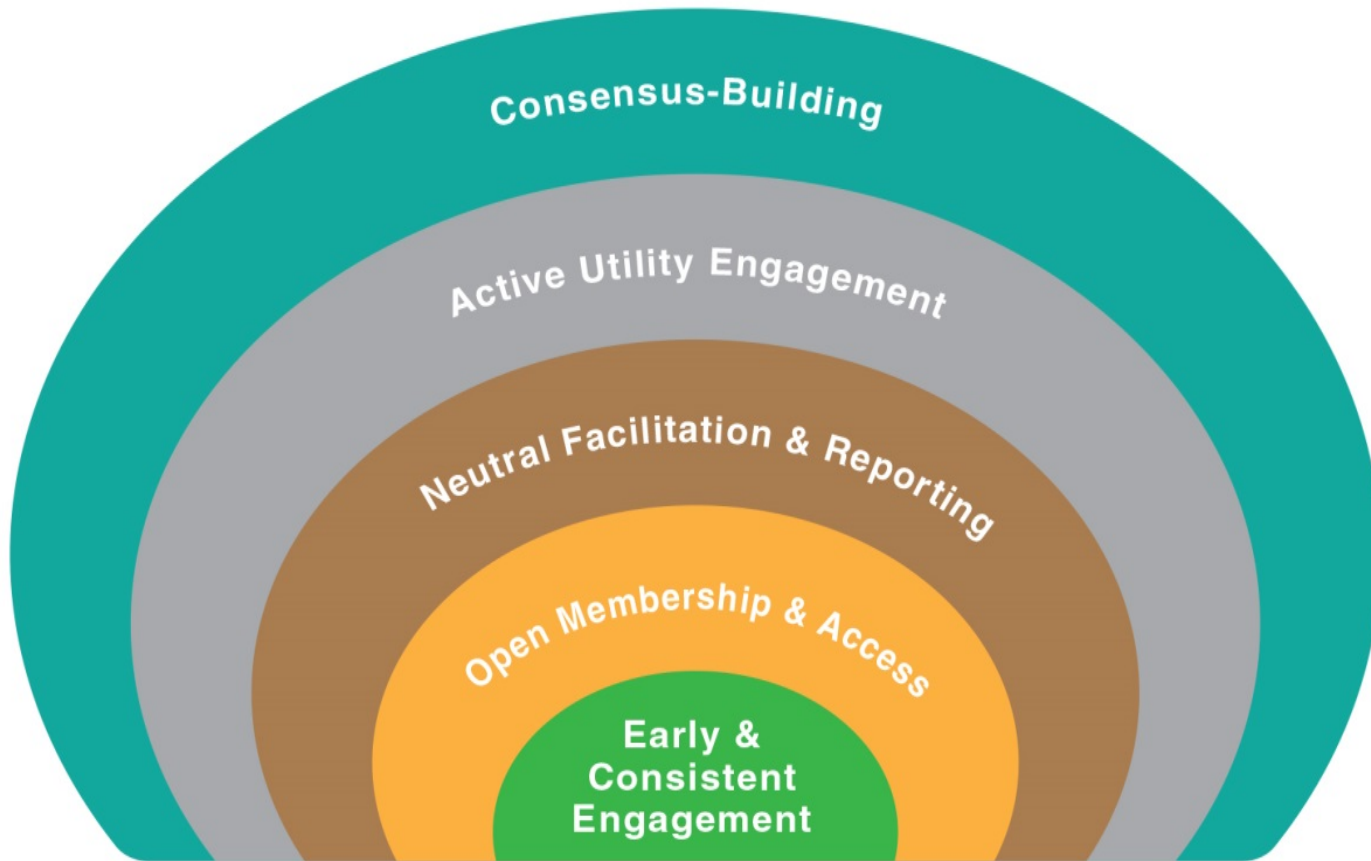 Consensus-Building
Active Utility Engagement
Neutral Facilitation & Reporting
Open Membership & Access
Early &
Consistent
Engagement